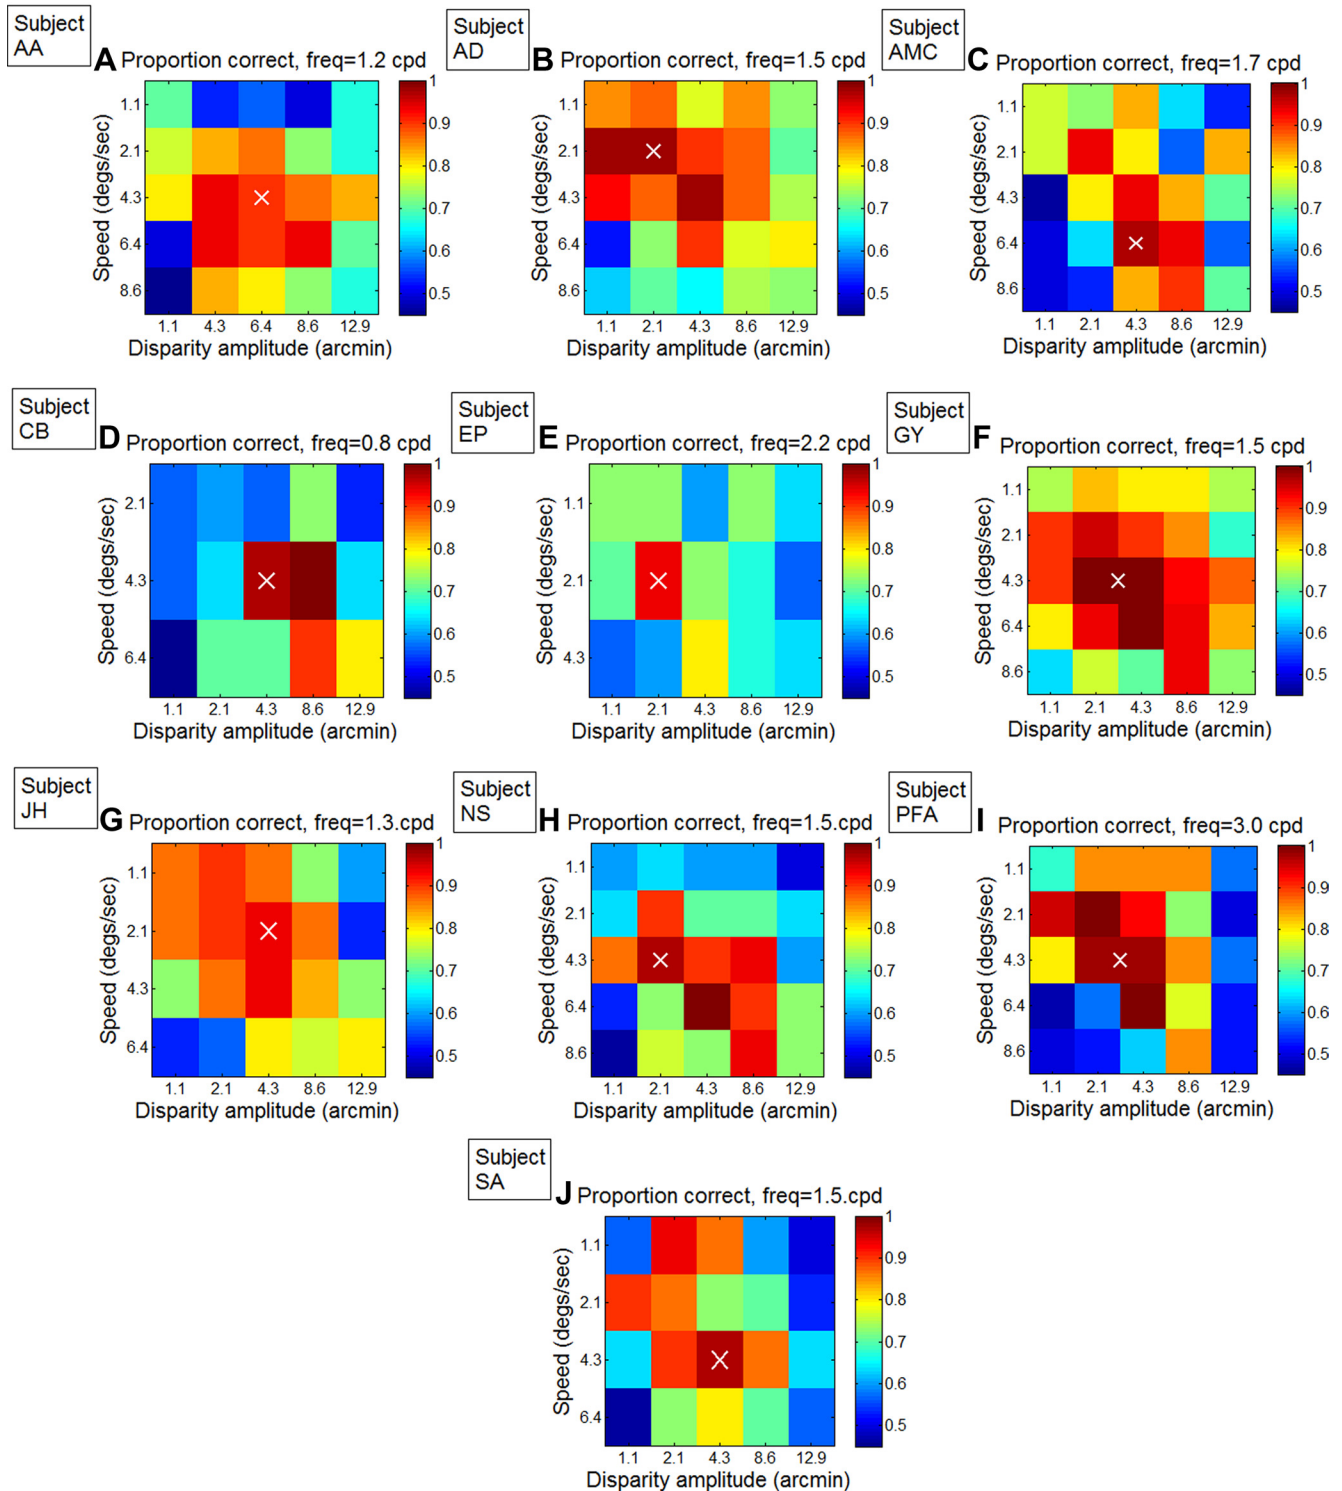 Subject
AA
A Proportion correct, freq=1.2 cpd
Speed (degs/sec)
1.1
2.1
4.3
6.4
8.6
1.1 4.3 6.4 8.6 12.9
Disparity amplitude (arcmin)
1
0.9
0.8
0.7
0.6
0.5
Subject
AD
B Proportion correct, freq=1.5 cpd
Speed (degs/sec)
1.1
2.1
4.3
6.4
8.6
1.1 2.1 4.3 8.6 12.9
Disparity amplitude (arcmin)
1
0.9
0.8
0.7
0.6
0.5
Subject
AMC
C Proportion correct, freq=1.7 cpd
Speed (degs/sec)
1.1
2.1
4.3
6.4
8.6
1.1 2.1 4.3 8.6 12.9
Disparity amplitude (arcmin)
1
0.9
0.8
0.7
0.6
0.5
Subject
CB
D Proportion correct, freq=0.8 cpd
Speed (degs/sec)
2.1
4.3
6.4
1.1 2.1 4.3 8.6 12.9
Disparity amplitude (arcmin)
1
0.9
0.8
0.7
0.6
0.5
Subject
EP
E Proportion correct, freq=2.2 cpd
Speed (degs/sec)
1.1
2.1
4.3
1.1 2.1 4.3 8.6 12.9
Disparity amplitude (arcmin)
1
0.9
0.8
0.7
0.6
0.5
Subject
GY
F Proportion correct, freq=1.5 cpd
Speed (degs/sec)
1.1
2.1
4.3
6.4
8.6
1.1 2.1 4.3 8.6 12.9
Disparity amplitude (arcmin)
1
0.9
0.8
0.7
0.6
0.5
Subject
JH
G Proportion correct, freq=1.3.cpd
Speed (degs/sec)
1.1
2.1
4.3
6.4
1.1 2.1 4.3 8.6 12.9
Disparity amplitude (arcmin)
1
0.9
0.8
0.7
0.6
0.5
Subject
NS
H Proportion correct, freq=1.5.cpd
Speed (degs/sec)
1.1
2.1
4.3
6.4
8.6
1.1 2.1 4.3 8.6 12.9
Disparity amplitude (arcmin)
1
0.9
0.8
0.7
0.6
0.5
Subject
PFA
I Proportion correct, freq=3.0 cpd
Speed (degs/sec)
1.1
2.1
4.3
6.4
8.6
1.1 2.1 4.3 8.6 12.9
Disparity amplitude (arcmin)
1
0.9
0.8
0.7
0.6
0.5
Subject
SA
J Proportion correct, freq=1.5.cpd
Speed (degs/sec)
1.1
2.1
4.3
6.4
1.1 2.1 4.3 8.6 12.9
Disparity amplitude (arcmin)
1
0.9
0.8
0.7
0.6
0.5